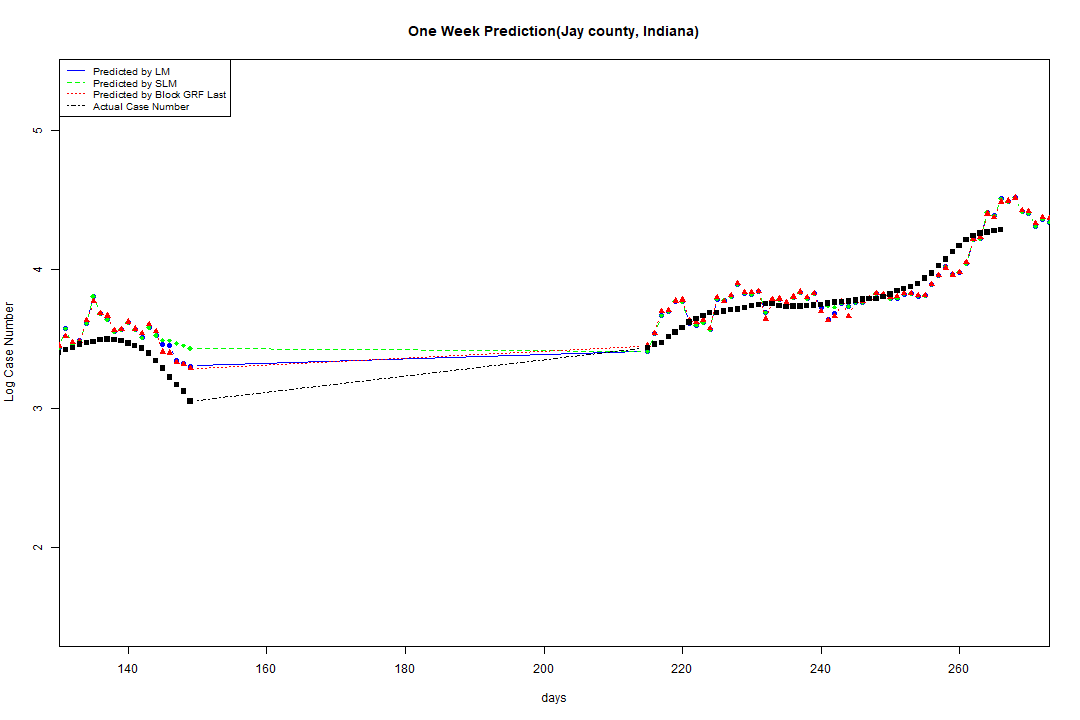 One Week Prediction(Jay county, Indiana)
Predicted by LM
Predicted by SLM
Predicted by Block GRF Last
Actual Case Number
5
4
3
2
Log Case Number
140 160 180 200 220 240 260
days